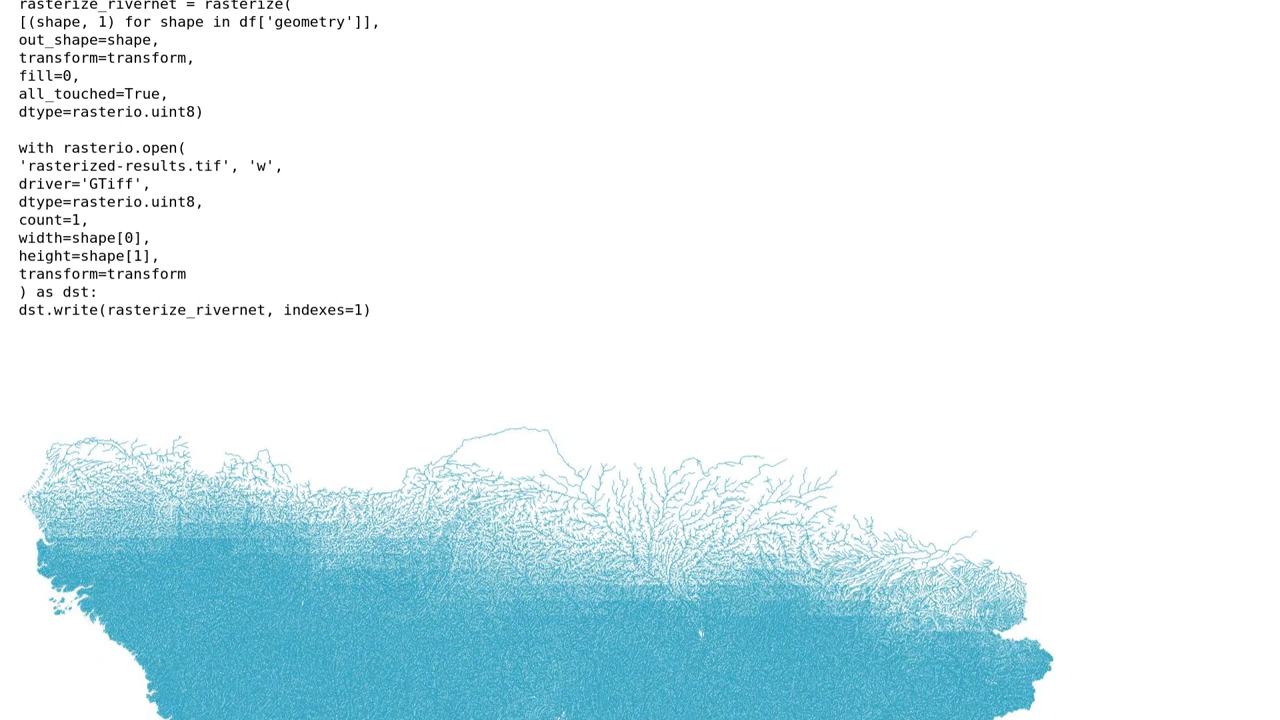 rasterize_rivernet = rasterize(
[(shape, 1) for shape in df['geometry']],
out_shape=shape,
transform=transform,
fill=0,
all_touched=True,
dtype=rasterio.uint8)
with rasterio.open(
'rasterized-results.tif', 'w',
driver='GTiff',
dtype=rasterio.uint8,
count=1,
width=shape[0],
height=shape[1],
transform=transform
) as dst:
dst.write(rasterize_rivernet, indexes=1)